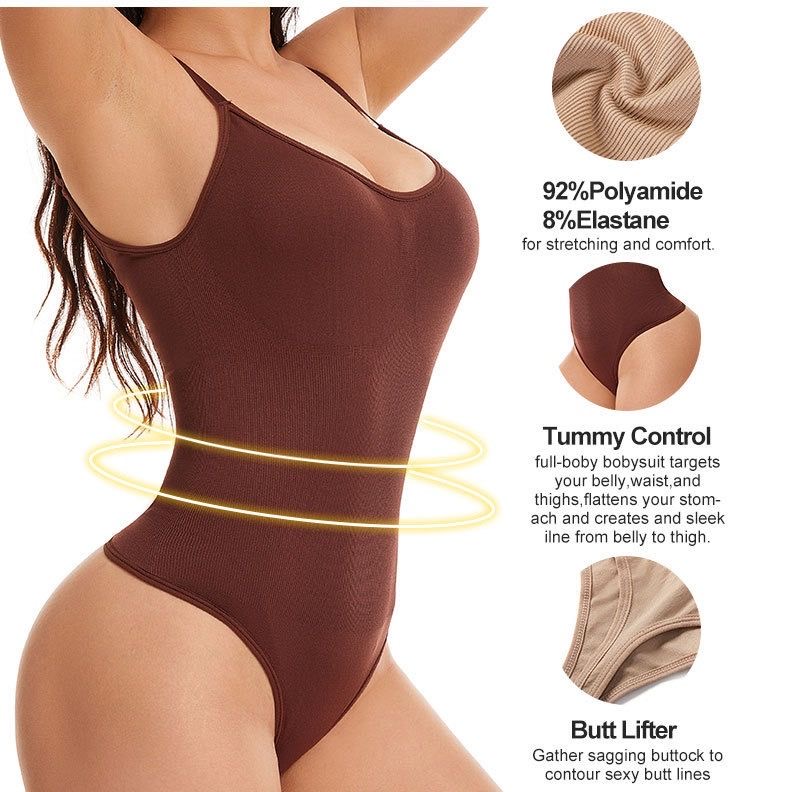 92%Polyamide
8%Elastane
for stretching and comfort.
Tummy Control
full-boby bobysuit targets
your belly,waist,and
thighs,flattens your stom-
ach and creates and sleek
ilne from belly to thigh.
Butt Lifter
Gather sagging buttock to
contour sexy butt lines